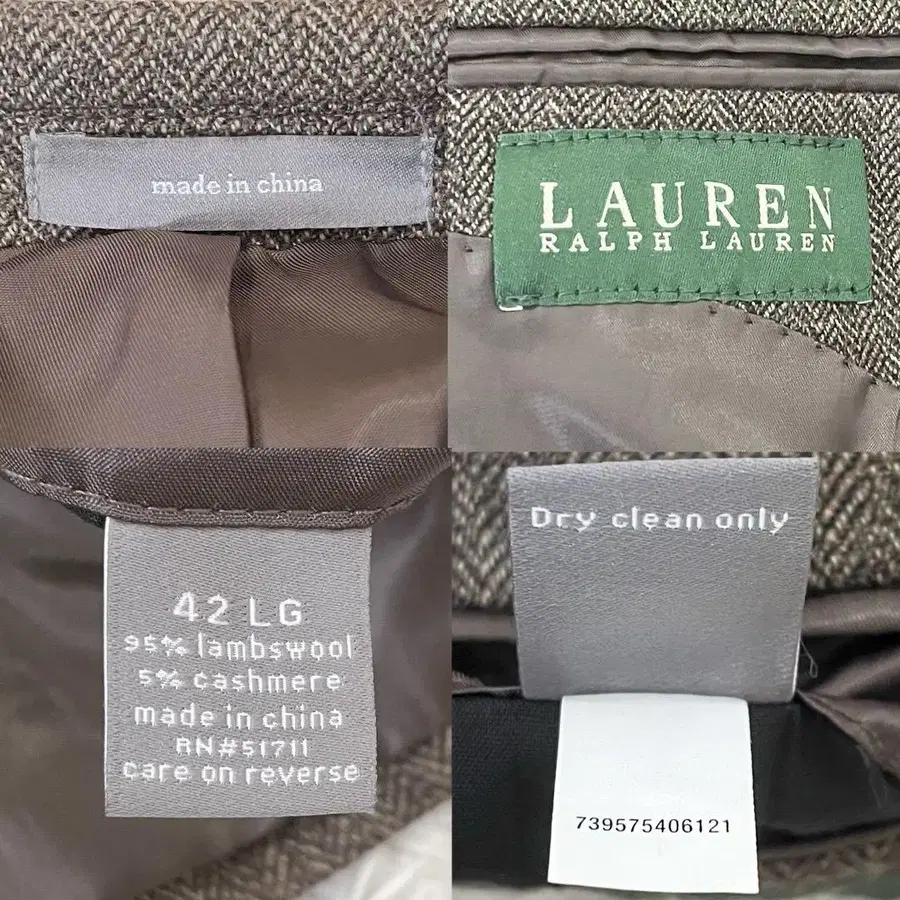 made in china
LAUREN
RALPH LAUREN
42 LG
95% lambswool
5% cashmere
made in china
RN#51711
care on reverse
Dry clean only
739575406121